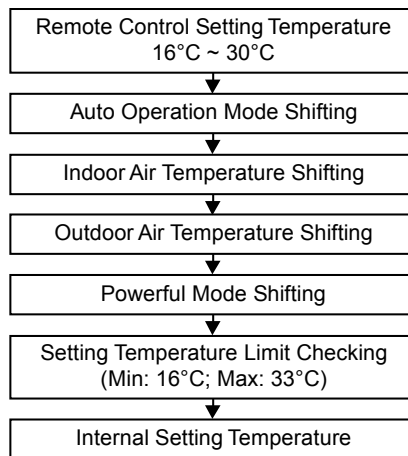 Remote Control Setting Temperature
16°C ~ 30°C
Auto Operation Mode Shifting
Indoor Air Temperature Shifting
Outdoor Air Temperature Shifting
Powerful Mode Shifting
Setting Temperature Limit Checking
(Min: 16°C; Max: 33°C)
Internal Setting Temperature